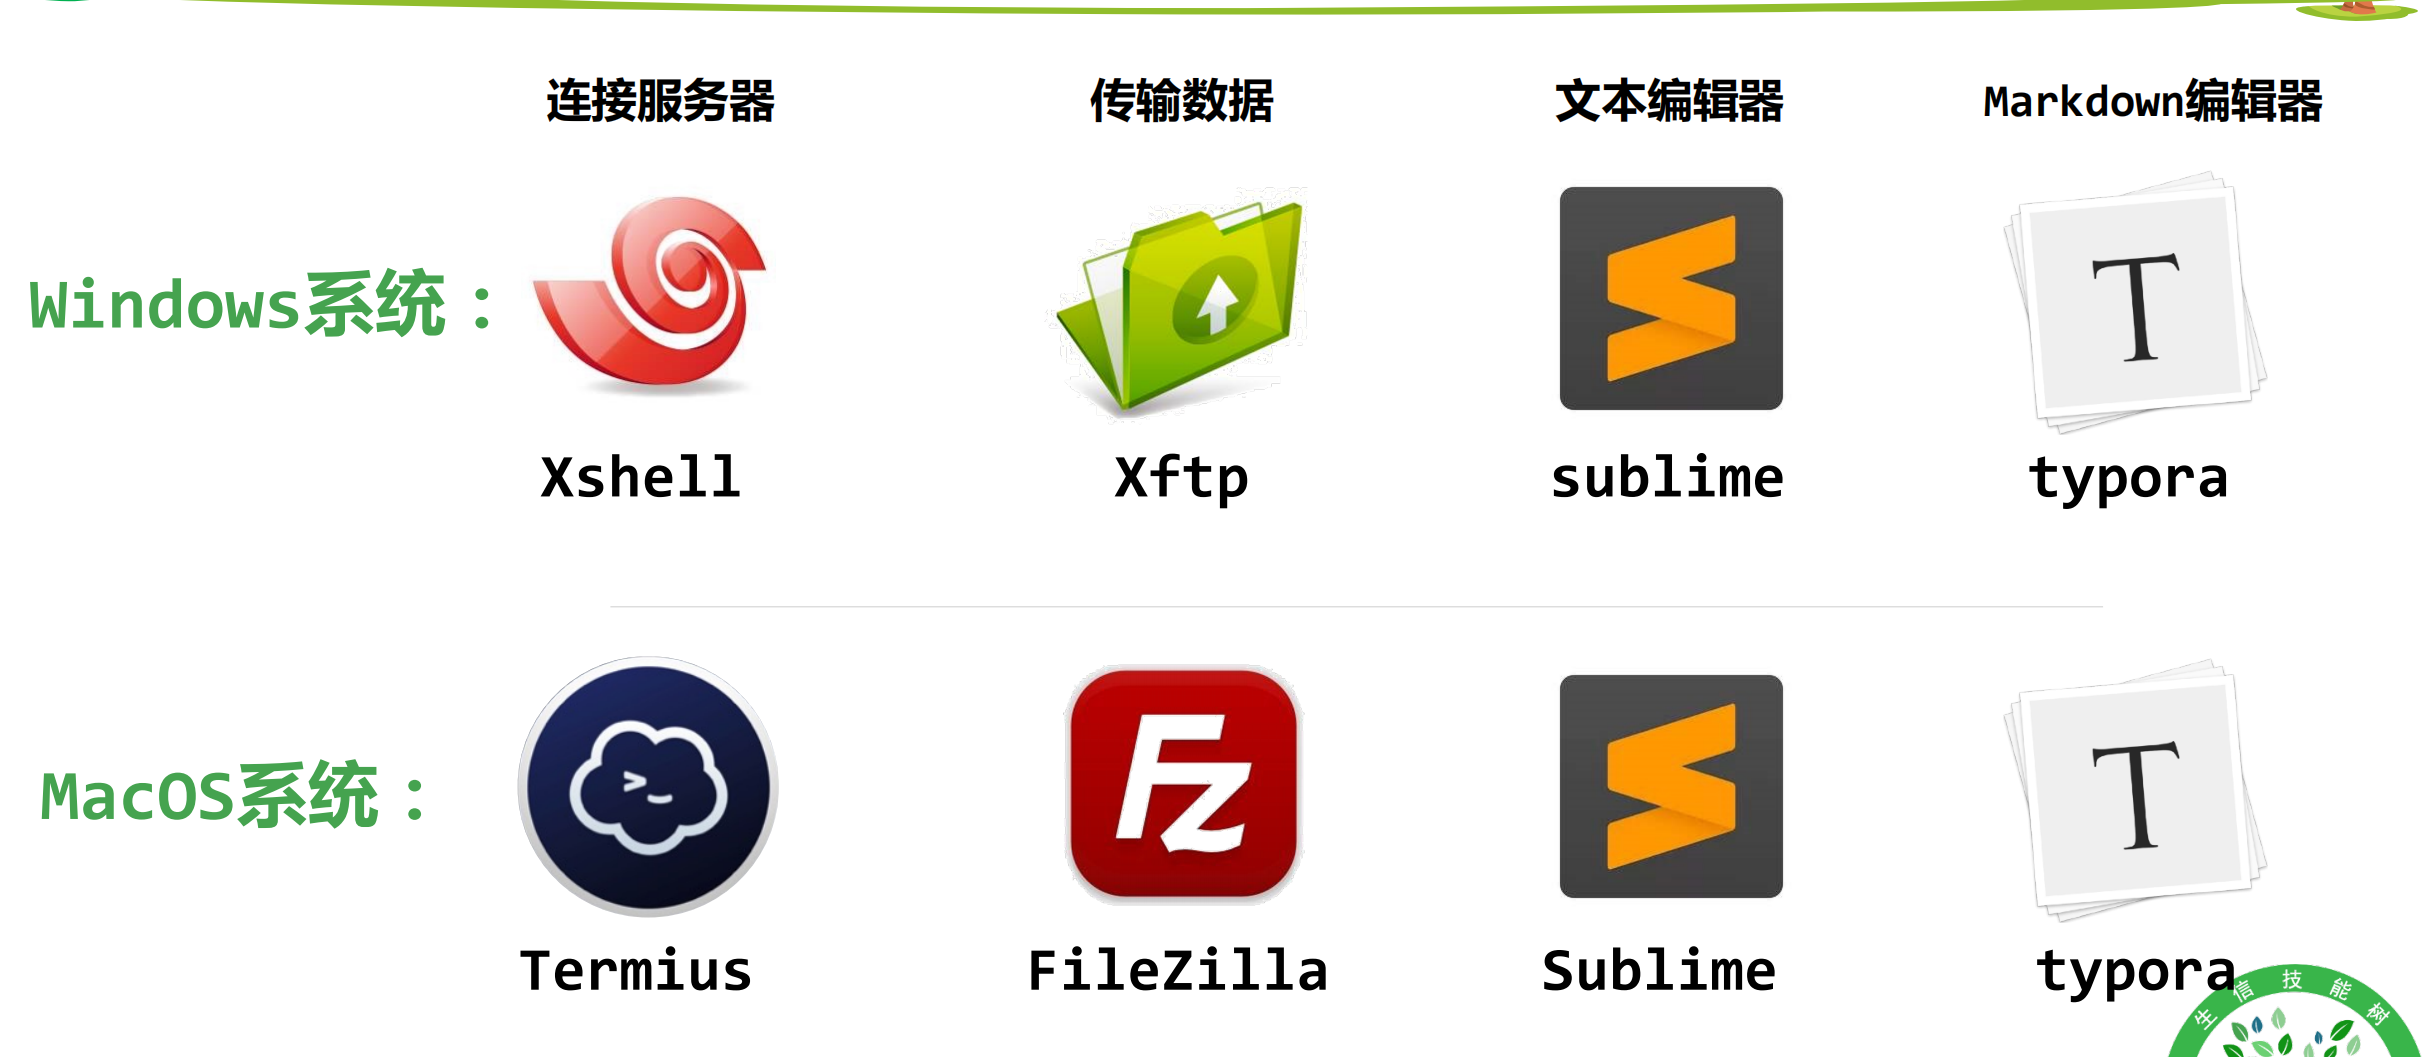 连接服务器 传输数据 文本编辑器 Markdown编辑器
Windows系统：
Xshell Xftp sublime typora
MacOS系统：
Termius FileZilla Sublime typora
生信技能树